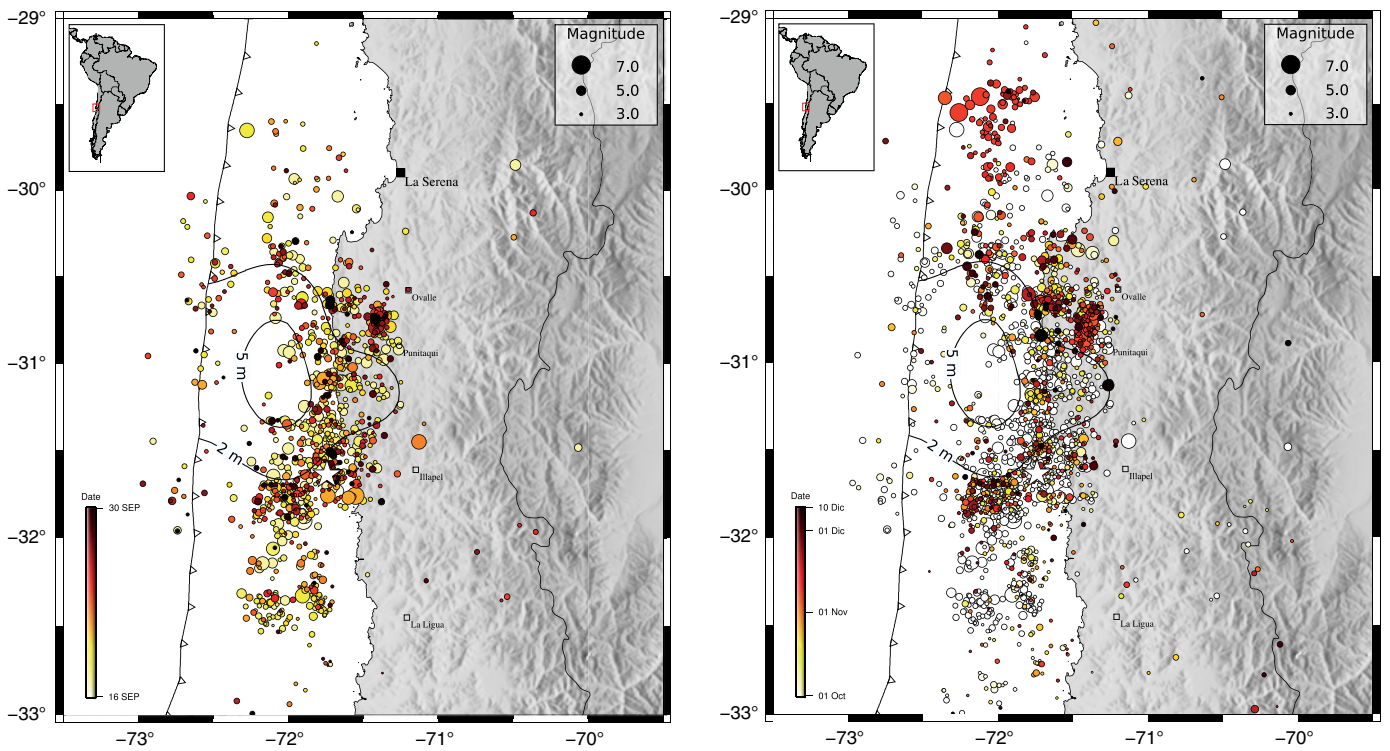 −29°
−30°
−31°
−32°
−33°
−73°
−72°
−71°
−70°
Magnitude
7.0
5.0
3.0
La Serena
Ovalle
Punitaqui
5 m
2 m
Illapel
La Ligua
Date
30 SEP
16 SEP
−29°
−30°
−31°
−32°
−33°
−73°
−72°
−71°
−70°
Magnitude
7.0
5.0
3.0
La Serena
Ovalle
Punitaqui
5 m
2 m
Illapel
La Ligua
Date
10 Dic
01 Dic
01 Nov
01 Oct